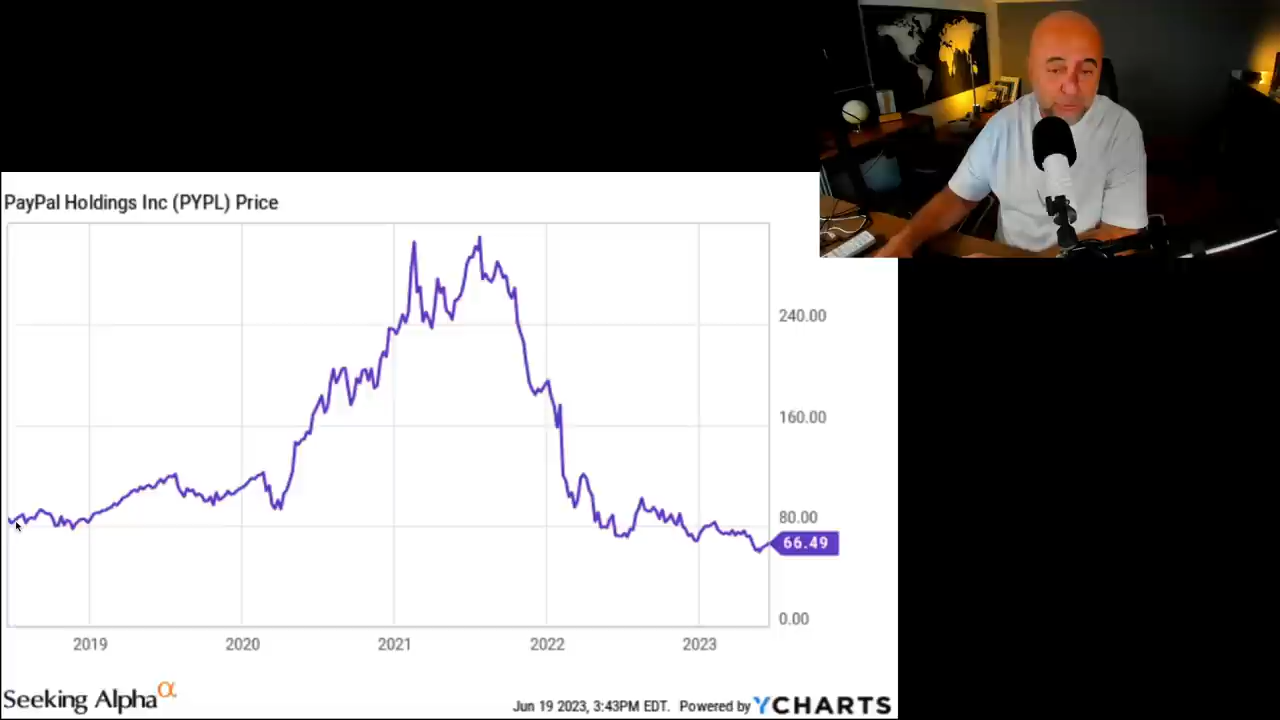 PayPal Holdings Inc (PYPL) Price
240.00
160.00
80.00
66.49
0.00
2019 2020 2021 2022 2023
Seeking Alphaα
Jun 19 2023, 3:43PM EDT. Powered by YCHARTS